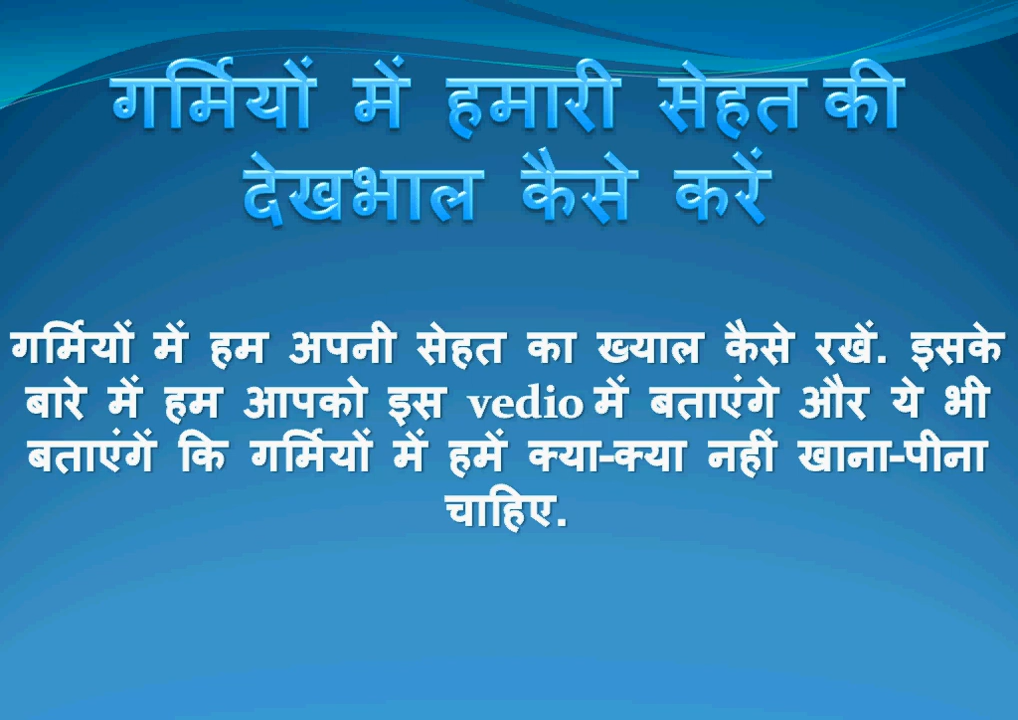 गर्मियों में हमारी सेहत की
देखभाल कैसे करें
गर्मियों में हम अपनी सेहत का ख्याल कैसे रखें. इसके
बारे में हम आपको इस vedio में बताएंगे और ये भी
बताएंगें कि गर्मियों में हमें क्या-क्या नहीं खाना-पीना
चाहिए.